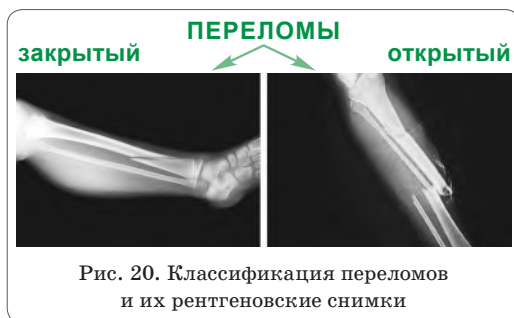 ПЕРЕЛОМЫ
закрытый открытый
Рис. 20. Классификация переломов
и их рентгеновские снимки